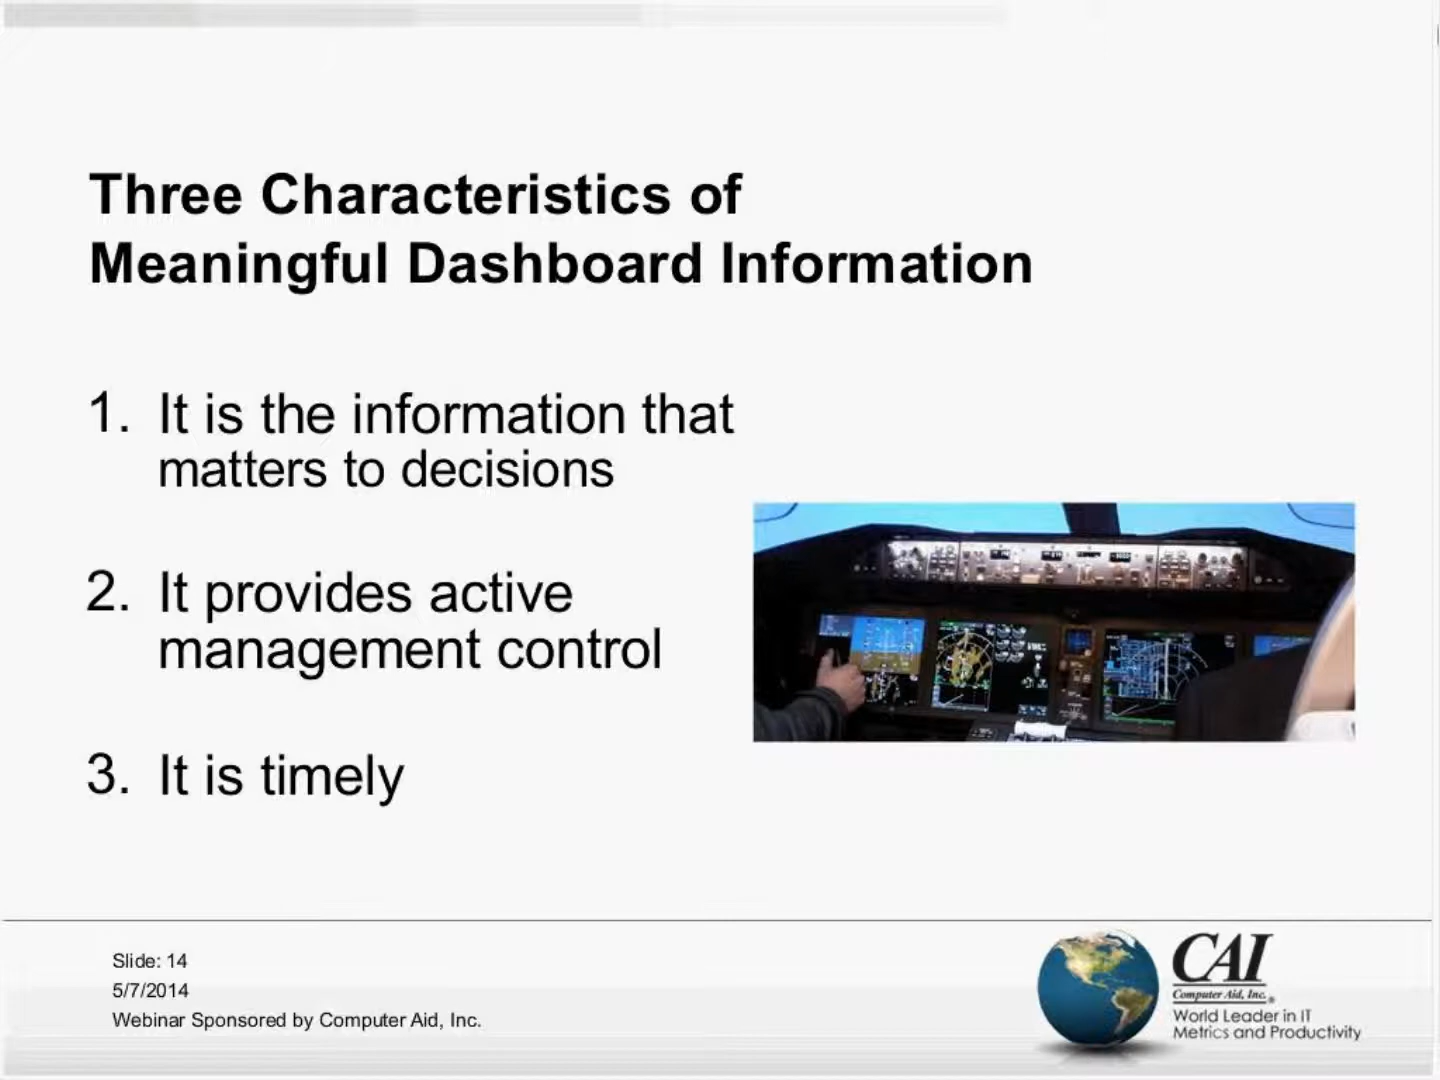 Three Characteristics of
Meaningful Dashboard Information
1. It is the information that
matters to decisions
2. It provides active
management control
3. It is timely
Slide: 14
5/7/2014
Webinar Sponsored by Computer Aid, Inc.
CAI
Computer Aid, Inc.®
World Leader in IT
Metrics and Productivity